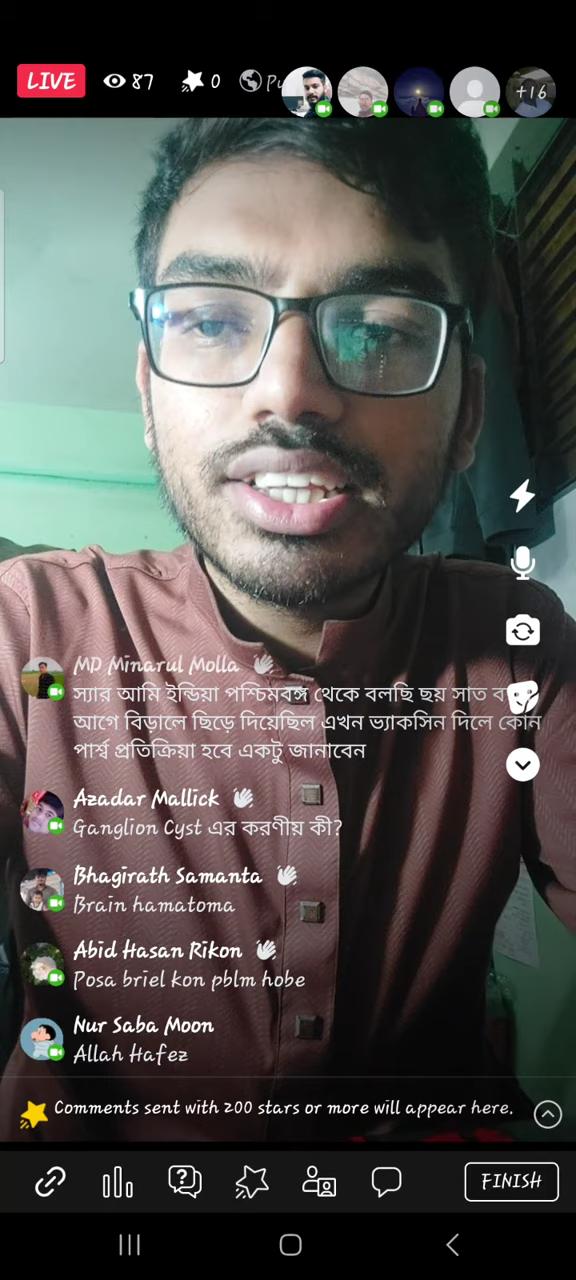 LIVE 87 0 Pu +16
MD Minarul Molla
স্যার আমি ইন্ডিয়া পশ্চিমবঙ্গ থেকে বলছি ছয় সাত
আগে বিড়ালে ছিড়ে দিয়েছিল এখন ভ্যাকসিন দিলে কোন
পার্শ্ব প্রতিক্রিয়া হবে একটু জানাবেন
Azadar Mallick
Ganglion Cyst এর করণীয় কী?
Bhagirath Samanta
Brain hamatoma
Abid Hasan Rikon
Posa briel kon pblm hobe
Nur Saba Moon
Allah Hafez
Comments sent with 200 stars or more will appear here.
FINISH